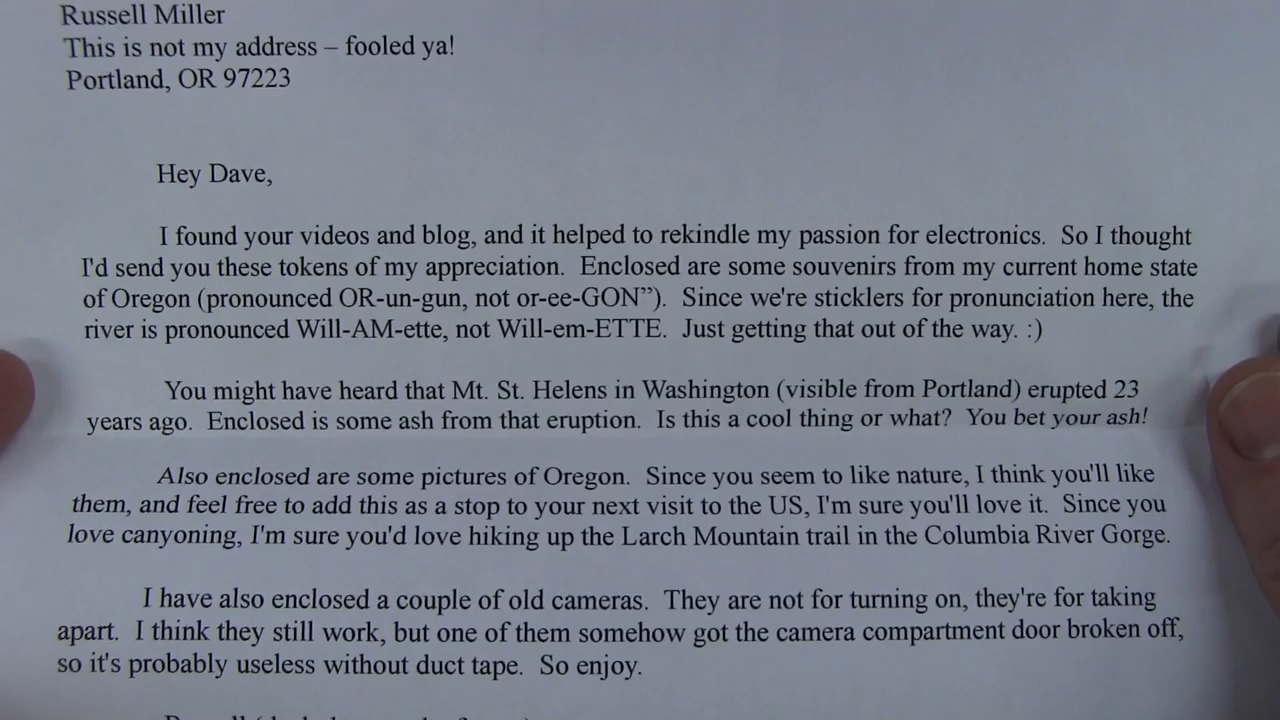 Russell Miller
This is not my address – fooled ya!
Portland, OR 97223
Hey Dave,
I found your videos and blog, and it helped to rekindle my passion for electronics.  So I thought
I'd send you these tokens of my appreciation.  Enclosed are some souvenirs from my current home state
of Oregon (pronounced OR-un-gun, not or-ee-GON”).  Since we're sticklers for pronunciation here, the
river is pronounced Will-AM-ette, not Will-em-ETTE.  Just getting that out of the way. :)
You might have heard that Mt. St. Helens in Washington (visible from Portland) erupted 23
years ago.  Enclosed is some ash from that eruption.  Is this a cool thing or what?  You bet your ash!
Also enclosed are some pictures of Oregon.  Since you seem to like nature, I think you'll like
them, and feel free to add this as a stop to your next visit to the US, I'm sure you'll love it.  Since you
love canyoning, I'm sure you'd love hiking up the Larch Mountain trail in the Columbia River Gorge.
I have also enclosed a couple of old cameras.  They are not for turning on, they're for taking
apart.  I think they still work, but one of them somehow got the camera compartment door broken off,
so it's probably useless without duct tape.  So enjoy.